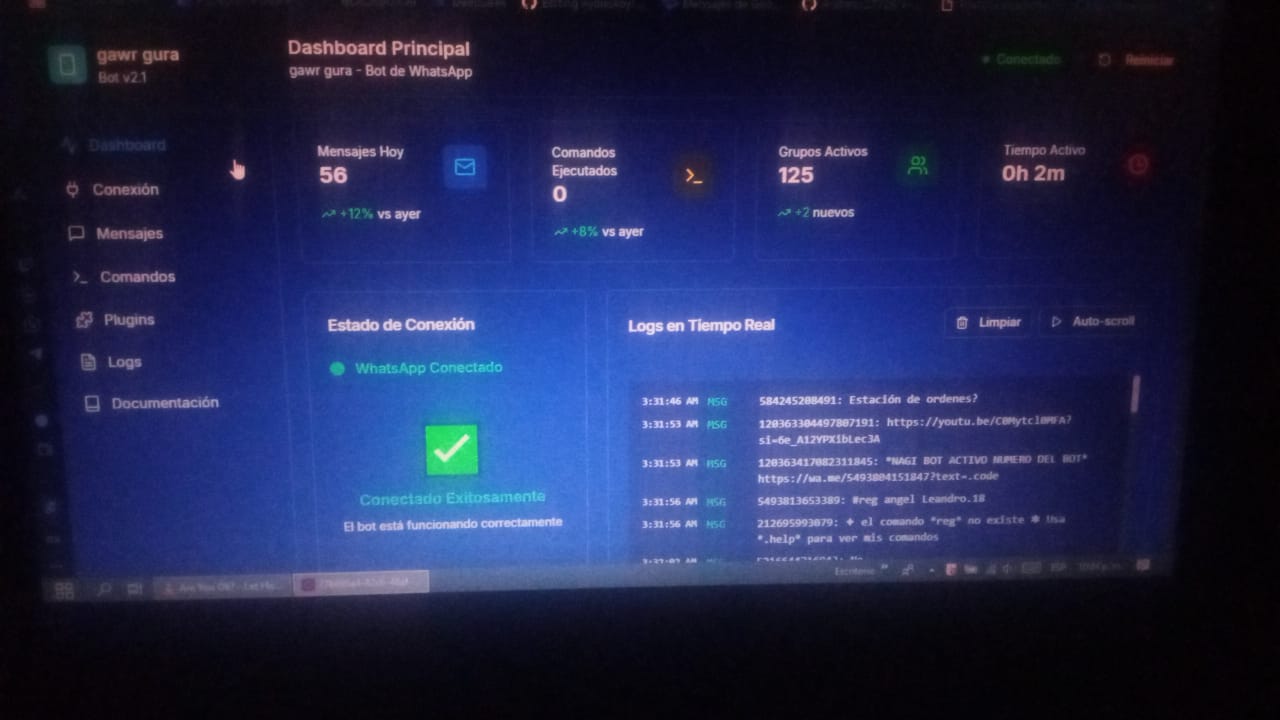 gawr gura
Bot v2.1
Dashboard Principal
gawr gura - Bot de WhatsApp
Conectado
Reiniciar
Dashboard
Conexión
Mensajes
Comandos
Plugins
Logs
Documentación
Mensajes Hoy
56
+12% vs ayer
Comandos
Ejecutados
0
+8% vs ayer
Grupos Activos
125
+2 nuevos
Tiempo Activo
0h 2m
Estado de Conexión
WhatsApp Conectado
Conectado Exitosamente
El bot está funcionando correctamente
Logs en Tiempo Real
Limpiar
Auto-scroll
3:31:46 AM MSG 584245208491: Estación de ordenes?
3:31:53 AM MSG 120363304497807191: https://youtu.be/C0Mytcl0MFA?
si=6e_A12YPXibLec3A
3:31:53 AM MSG 120363417082311845: *NAGI BOT ACTIVO NUMERO DEL BOT*
https://wa.me/5493804151847?text=.code
3:31:56 AM MSG 5493813653389: #reg angel Leandro.18
3:31:56 AM MSG 212695993079: ✦ el comando *reg* no existe ✽ Usa
*.help* para ver mis comandos
Escritorio